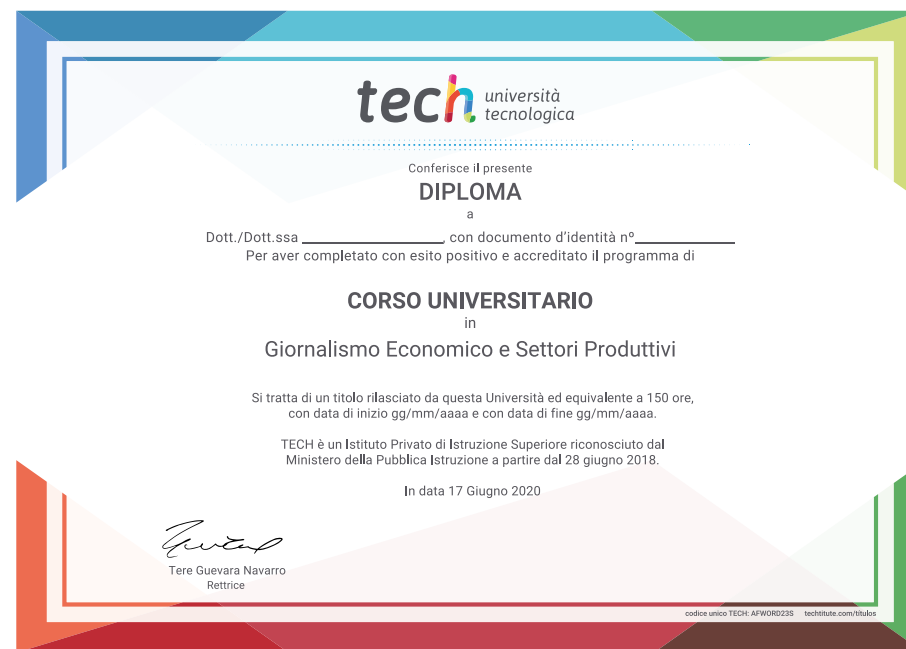 tech università
tecnologica
Conferisce il presente
DIPLOMA
a
Dott./Dott.ssa ________________, con documento d'identità nº____________
Per aver completato con esito positivo e accreditato il programma di
CORSO UNIVERSITARIO
in
Giornalismo Economico e Settori Produttivi
Si tratta di un titolo rilasciato da questa Università ed equivalente a 150 ore,
con data di inizio gg/mm/aaaa e con data di fine gg/mm/aaaa.
TECH è un Istituto Privato di Istruzione Superiore riconosciuto dal
Ministero della Pubblica Istruzione a partire dal 28 giugno 2018.
In data 17 Giugno 2020
Tere Guevara Navarro
Rettrice
codice unico TECH: AFWORD23S techtitute.com/titulos